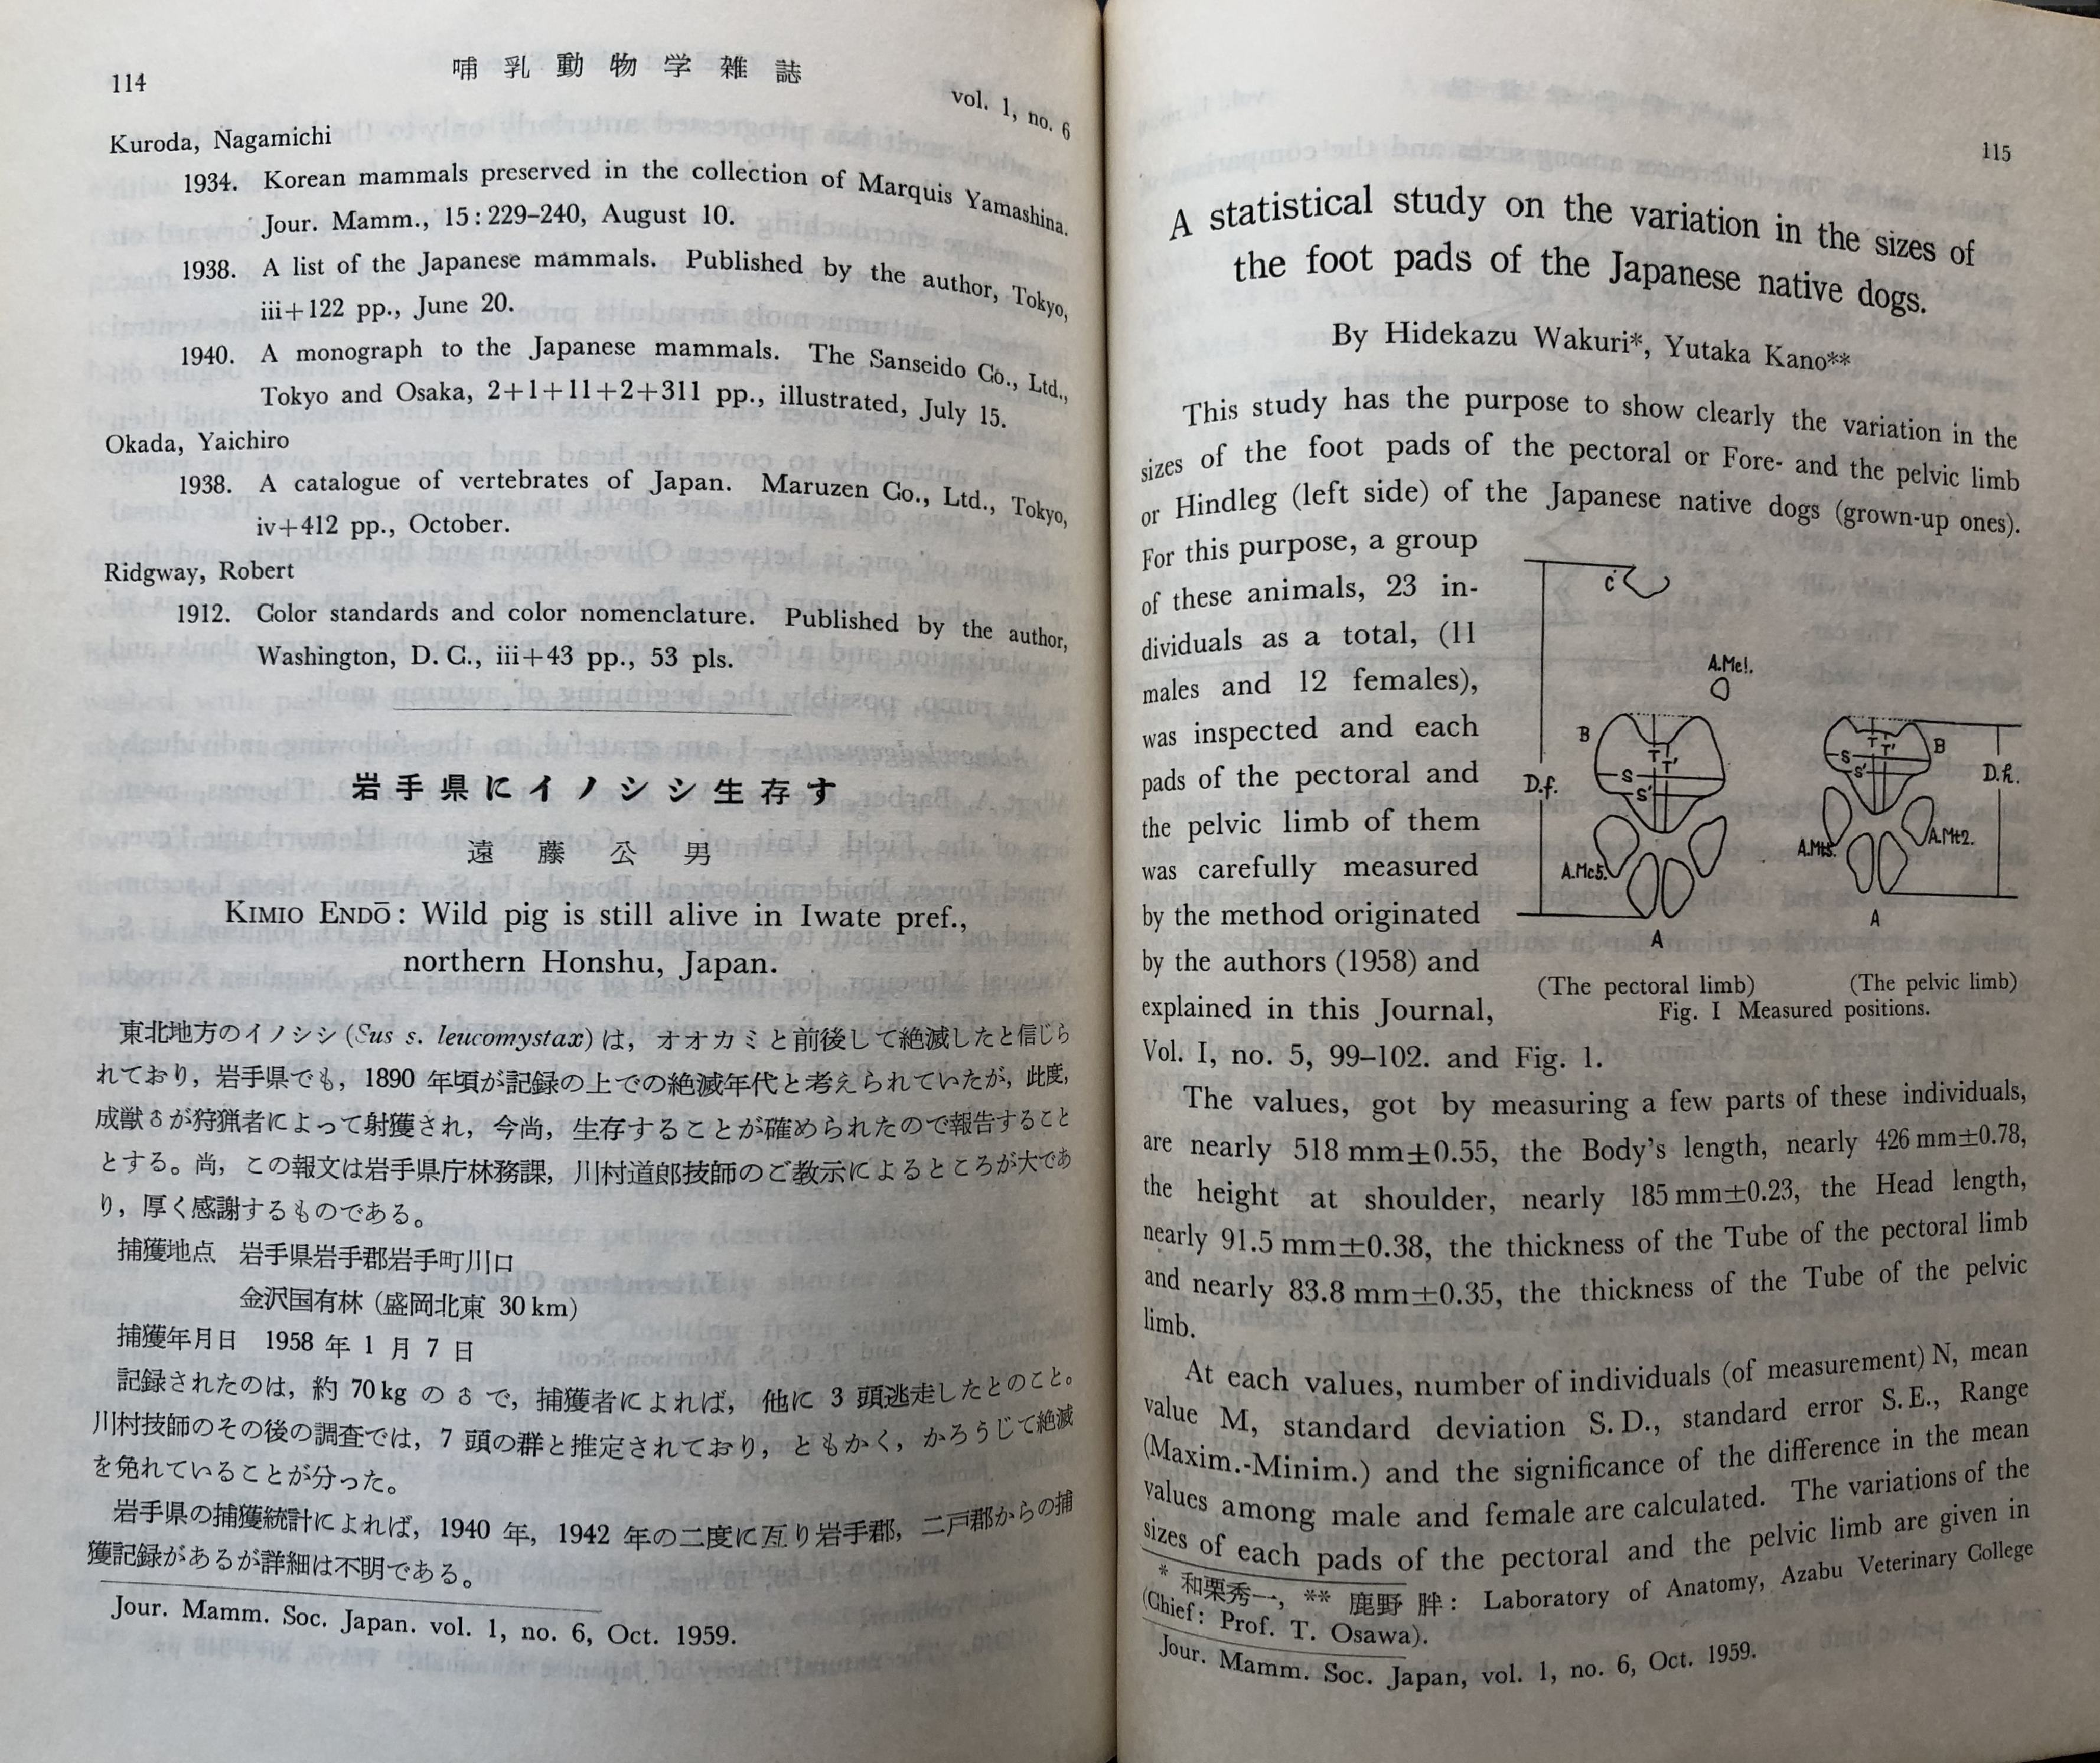 114
哺乳動物学雑誌
vol. 1, no. 6
Kuroda, Nagamichi
1934. Korean mammals preserved in the collection of Marquis Yamashina.
Jour. Mamm., 15 : 229–240, August 10.
1938. A list of the Japanese mammals. Published by the author, Tokyo,
iii+122 pp., June 20.
1940. A monograph to the Japanese mammals. The Sanseido Co., Ltd.,
Tokyo and Osaka, 2+1+11+2+311 pp., illustrated, July 15.
Okada, Yaichiro
1938. A catalogue of vertebrates of Japan. Maruzen Co., Ltd., Tokyo,
iv+412 pp., October.
Ridgway, Robert
1912. Color standards and color nomenclature. Published by the author,
Washington, D. C., iii+43 pp., 53 pls.
岩手県にイノシシ生存す
遠藤公男
KIMIO ENDŌ : Wild pig is still alive in Iwate pref.,
northern Honshu, Japan.
東北地方のイノシシ (Sus s. leucomystax) は，オオカミと前後して絶滅したと信じら
れており，岩手県でも，1890 年頃が記録の上での絶滅年代と考えられていたが，此度，
成獣♂が狩猟者によって射獲され，今尚，生存することが確められたので報告すること
とする。尚，この報文は岩手県庁林務課，川村道郎技師のご教示によるところが大であ
り，厚く感謝するものである。
捕獲地点 岩手県岩手郡岩手町川口
金沢国有林 (盛岡北東 30 km)
捕獲年月日 1958 年 1 月 7 日
記録されたのは，約 70 kg の ♂ で，捕獲者によれば，他に 3 頭逃走したとのこと。
川村技師のその後の調査では，7 頭の群と推定されており，ともかく，かろうじて絶滅
を免れていることが分った。
岩手県の捕獲統計によれば，1940 年，1942 年の二度に亙り岩手郡，二戸郡からの捕
獲記録があるが詳細は不明である。
Jour. Mamm. Soc. Japan. vol. 1, no. 6, Oct. 1959.
115
A statistical study on the variation in the sizes of
the foot pads of the Japanese native dogs.
By Hidekazu Wakuri*, Yutaka Kano**
This study has the purpose to show clearly the variation in the
sizes of the foot pads of the pectoral or Fore- and the pelvic limb
or Hindleg (left side) of the Japanese native dogs (grown-up ones).
For this purpose, a group
of these animals, 23 in-
dividuals as a total, (11
males and 12 females),
was inspected and each
pads of the pectoral and
the pelvic limb of them
was carefully measured
by the method originated
by the authors (1958) and
explained in this Journal,
Vol. I, no. 5, 99–102. and Fig. 1.
C
A.Mc1.
B
T T'
S
S'
D.f.
A.Mc5.
A
B
T T'
S
S'
D.h.
A.Mt5.
A.Mt2.
A
(The pectoral limb) (The pelvic limb)
Fig. I Measured positions.
The values, got by measuring a few parts of these individuals,
are nearly 518 mm±0.55, the Body's length, nearly 426 mm±0.78,
the height at shoulder, nearly 185 mm±0.23, the Head length,
nearly 91.5 mm±0.38, the thickness of the Tube of the pectoral limb
and nearly 83.8 mm±0.35, the thickness of the Tube of the pelvic
limb.
At each values, number of individuals (of measurement) N, mean
value M, standard deviation S. D., standard error S. E., Range
(Maxim.-Minim.) and the significance of the difference in the mean
values among male and female are calculated. The variations of the
sizes of each pads of the pectoral and the pelvic limb are given in
* 和栗秀一, ** 鹿野 胖 : Laboratory of Anatomy, Azabu Veterinary College
(Chief : Prof. T. Osawa).
Jour. Mamm. Soc. Japan, vol. 1, no. 6, Oct. 1959.